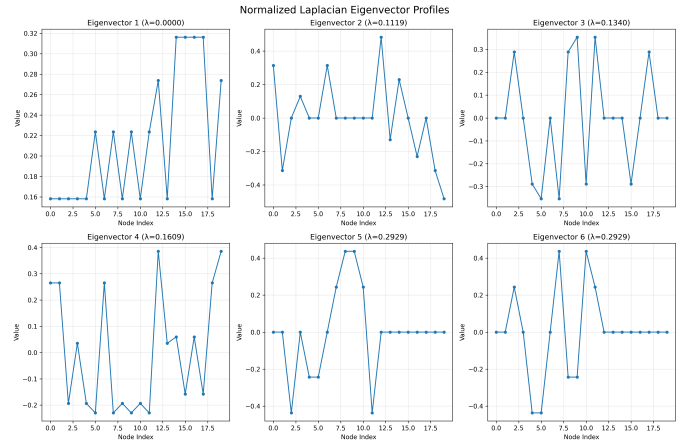 Normalized Laplacian Eigenvector Profiles
Eigenvector 1 (λ=0.0000)
Eigenvector 2 (λ=0.1119)
Eigenvector 3 (λ=0.1340)
0.32
0.30
0.28
0.26
0.24
0.22
0.20
0.18
0.16
Value
0.0 2.5 5.0 7.5 10.0 12.5 15.0 17.5
Node Index
0.4
0.2
0.0
−0.2
−0.4
Value
0.0 2.5 5.0 7.5 10.0 12.5 15.0 17.5
Node Index
0.3
0.2
0.1
0.0
−0.1
−0.2
−0.3
Value
0.0 2.5 5.0 7.5 10.0 12.5 15.0 17.5
Node Index
Eigenvector 4 (λ=0.1609)
Eigenvector 5 (λ=0.2929)
Eigenvector 6 (λ=0.2929)
0.4
0.3
0.2
0.1
0.0
−0.1
−0.2
Value
0.0 2.5 5.0 7.5 10.0 12.5 15.0 17.5
Node Index
0.4
0.2
0.0
−0.2
−0.4
Value
0.0 2.5 5.0 7.5 10.0 12.5 15.0 17.5
Node Index
0.4
0.2
0.0
−0.2
−0.4
Value
0.0 2.5 5.0 7.5 10.0 12.5 15.0 17.5
Node Index